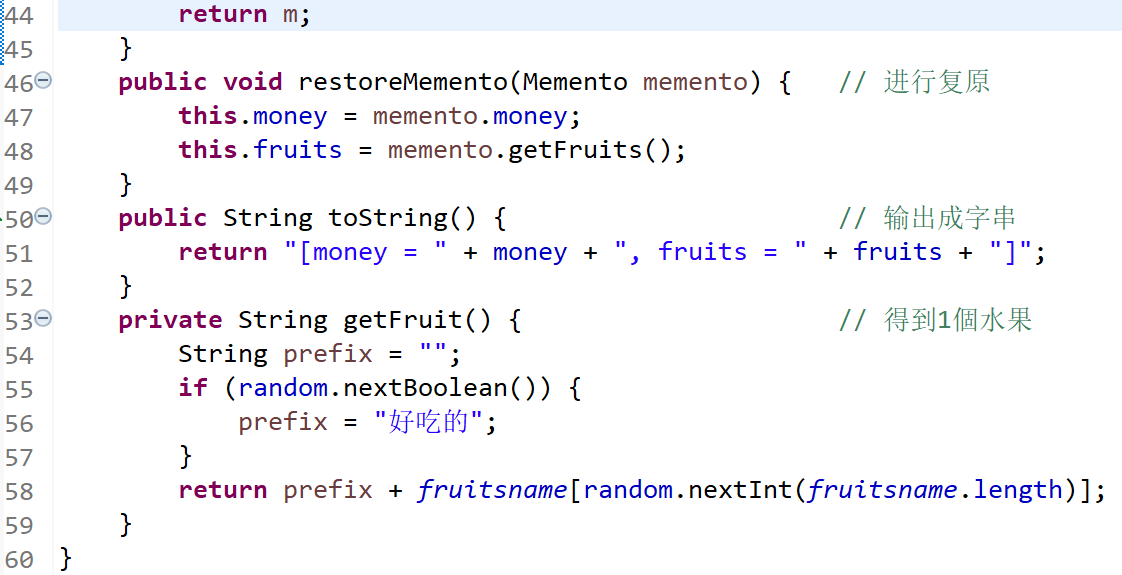 44 return m;
45 }
46 public void restoreMemento(Memento memento) { // 进行复原
47 this.money = memento.money;
48 this.fruits = memento.getFruits();
49 }
50 public String toString() { // 输出成字串
51 return "[money = " + money + ", fruits = " + fruits + "]";
52 }
53 private String getFruit() { // 得到1個水果
54 String prefix = "";
55 if (random.nextBoolean()) {
56 prefix = "好吃的";
57 }
58 return prefix + fruitsname[random.nextInt(fruitsname.length)];
59 }
60 }